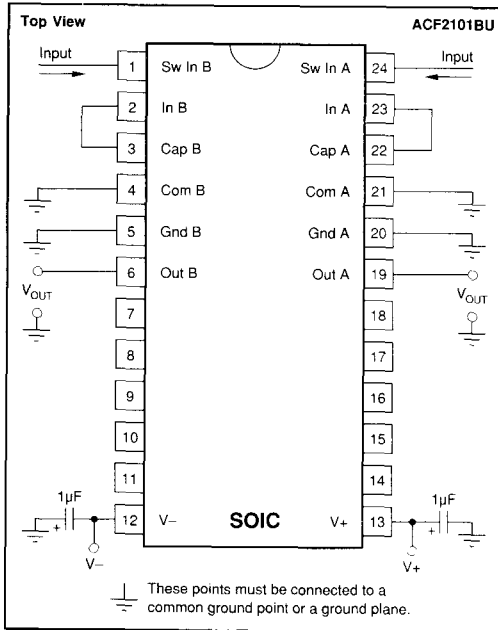 Top View ACF2101BU
Input Input
1 Sw In B Sw In A 24
2 In B In A 23
3 Cap B Cap A 22
4 Com B Com A 21
5 Gnd B Gnd A 20
6 Out B Out A 19
VOUT VOUT
7 18
8 17
9 16
10 15
11 14
1µF 1µF
+ 12 V– SOIC V+ 13 +
V– V+
These points must be connected to a
common ground point or a ground plane.